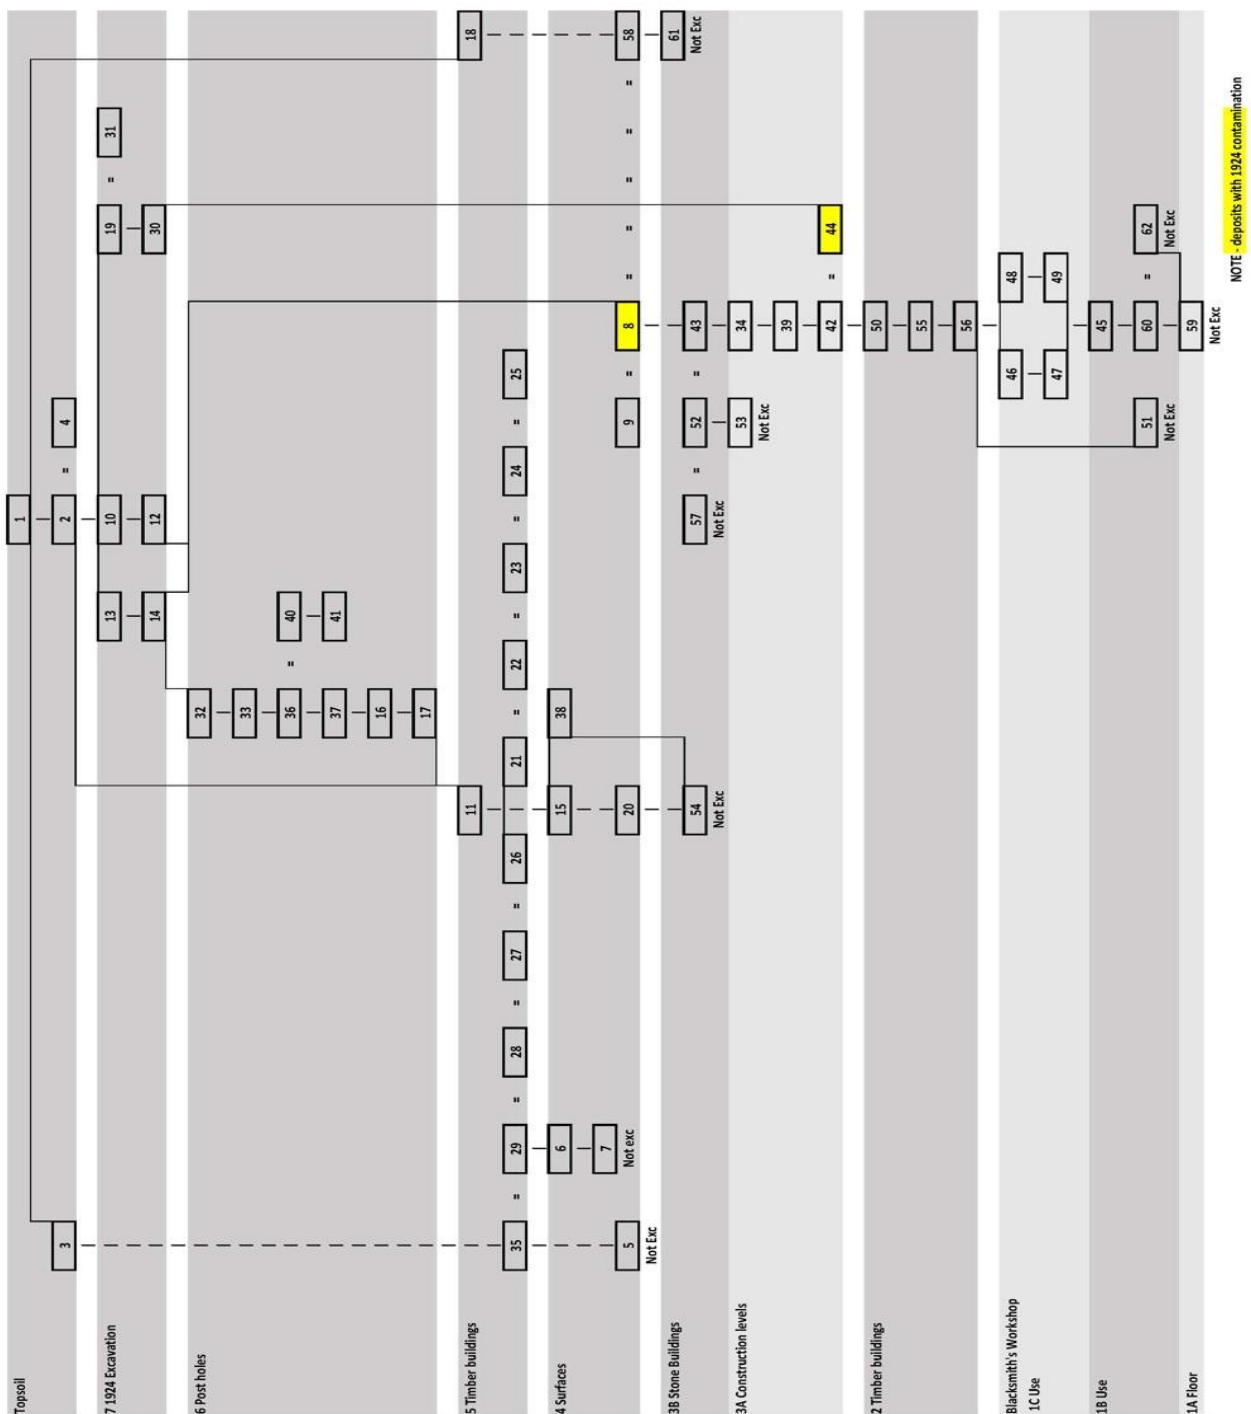 Topsoil 1
3 2 = 4
7 1924 Excavation 13 10 19 = 31
14 12 30
6 Post holes 32
33
36 = 40
37 41
16
17
5 Timber buildings 11 18
35 = 29 = 28 = 27 = 26 21 = 22 = 23 = 24 = 25
4 Surfaces 6 15 38
7
5 20 9 = 8 = = = = = 58
Not exc
Not Exc
3B Stone Buildings 61
54 57 = 52 = 43
Not Exc
Not Exc Not Exc
3A Construction levels 53 34
Not Exc
39
42 = 44
2 Timber buildings 50
55
56
Blacksmith's Workshop 46 48
1C Use
47 49
1B Use 45
51 60 = 62
Not Exc Not Exc
1A Floor 59
Not Exc
NOTE - deposits with 1924 contamination